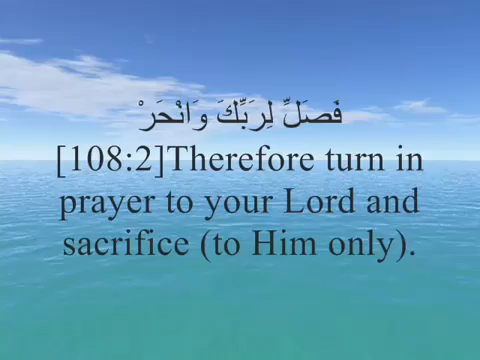 فَصَلِّ لِرَبِّكَ وَانْحَرْ
[108:2]Therefore turn in
prayer to your Lord and
sacrifice (to Him only).